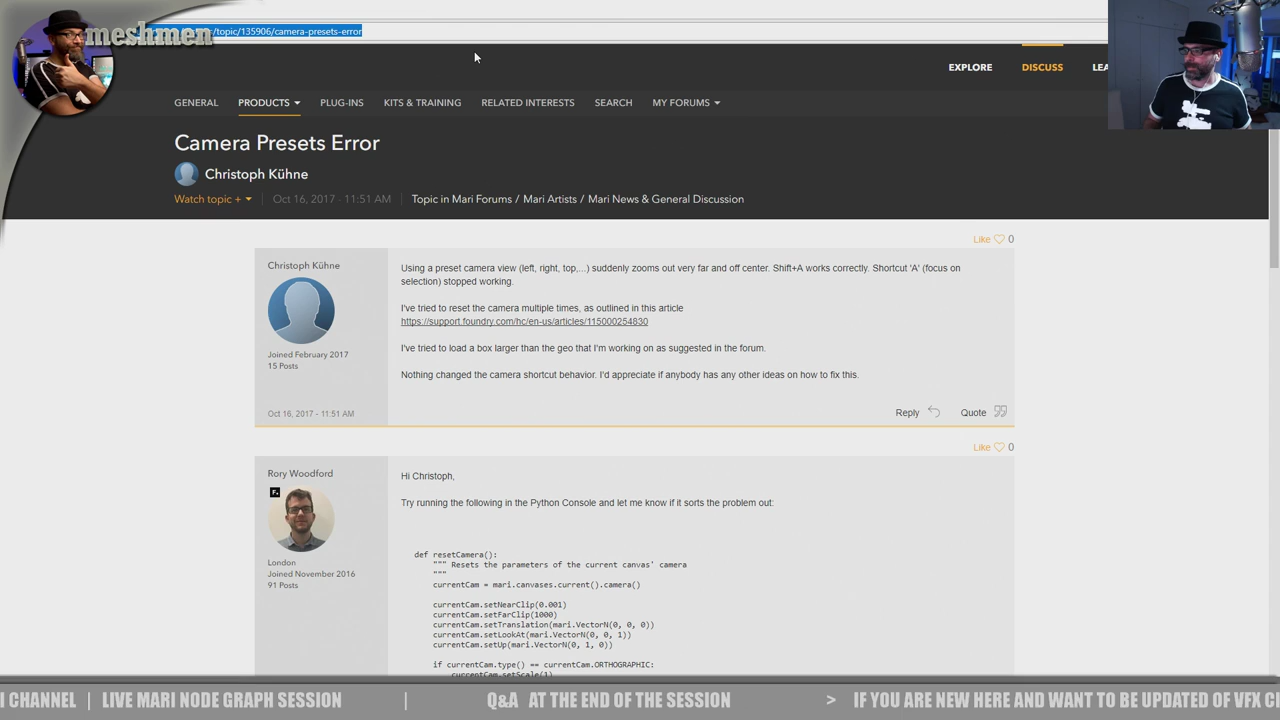 meshmen
/topic/135906/camera-presets-error
EXPLORE
DISCUSS
GENERAL
PRODUCTS
PLUG-INS
KITS & TRAINING
RELATED INTERESTS
SEARCH
MY FORUMS
Camera Presets Error
Christoph Kühne
Watch topic +
Oct 16, 2017 - 11:51 AM
Topic in Mari Forums / Mari Artists / Mari News & General Discussion
Like 0
Christoph Kühne
Joined February 2017
15 Posts
Oct 16, 2017 - 11:51 AM
Using a preset camera view (left, right, top,...) suddenly zooms out very far and off center. Shift+A works correctly. Shortcut 'A' (focus on
selection) stopped working.
I've tried to reset the camera multiple times, as outlined in this article
https://support.foundry.com/hc/en-us/articles/115000254830
I've tried to load a box larger than the geo that I'm working on as suggested in the forum.
Nothing changed the camera shortcut behavior. I'd appreciate if anybody has any other ideas on how to fix this.
Reply
Quote
Like 0
Rory Woodford
London
Joined November 2016
91 Posts
Hi Christoph,
Try running the following in the Python Console and let me know if it sorts the problem out:
def resetCamera():
""" Resets the parameters of the current canvas' camera
"""
currentCam = mari.canvases.current().camera()
currentCam.setNearClip(0.001)
currentCam.setFarClip(1000)
currentCam.setTranslation(mari.VectorN(0, 0, 0))
currentCam.setLookAt(mari.VectorN(0, 0, 1))
currentCam.setUp(mari.VectorN(0, 1, 0))
if currentCam.type() == currentCam.ORTHOGRAPHIC:
currentCam.setScale(1)
I CHANNEL | LIVE MARI NODE GRAPH SESSION | Q&A AT THE END OF THE SESSION > IF YOU ARE NEW HERE AND WANT TO BE UPDATED OF VFX